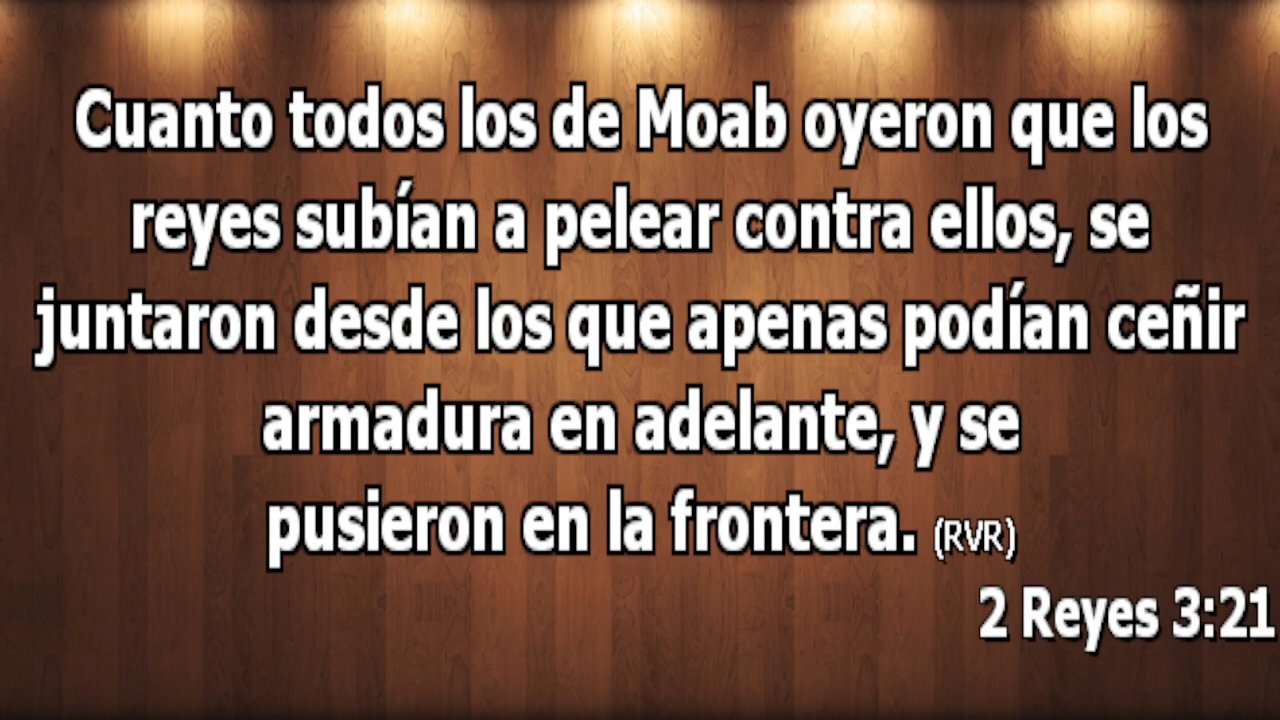 Cuanto todos los de Moab oyeron que los
reyes subían a pelear contra ellos, se
juntaron desde los que apenas podían ceñir
armadura en adelante, y se
pusieron en la frontera. (RVR)
2 Reyes 3:21